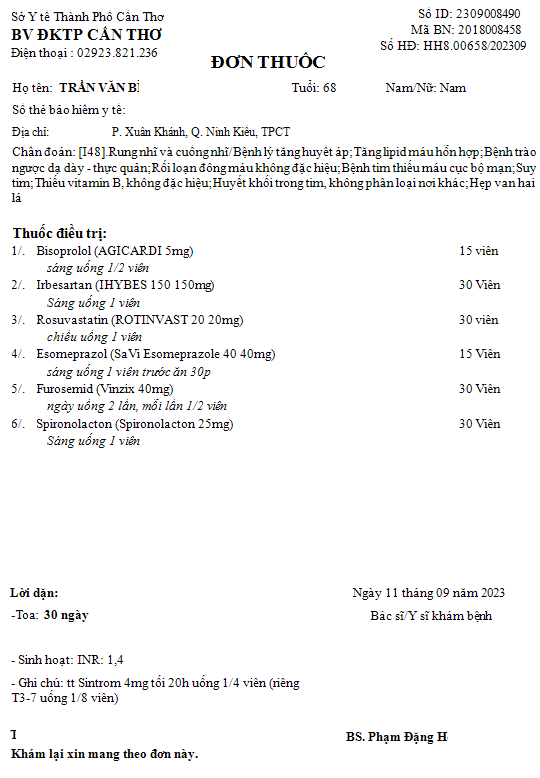 Sở Y tế Thành Phố Cần Thơ
Số ID: 2309008490
BV ĐKTP CẦN THƠ
Mã BN: 2018008458
Điện thoại : 02923.821.236
Số HĐ: HH8.00658/202309
ĐƠN THUỐC
Họ tên: TRẦN VĂN BÌ
Tuổi: 68
Nam/Nữ: Nam
Số thẻ bảo hiểm y tế:
Địa chỉ: P. Xuân Khánh, Q. Ninh Kiều, TPCT
Chẩn đoán: [I48].Rung nhĩ và cuồng nhĩ/Bệnh lý tăng huyết áp;Tăng lipid máu hỗn hợp;Bệnh trào
ngược dạ dày - thực quản;Rối loạn đông máu không đặc hiệu;Bệnh tim thiếu máu cục bộ mạn;Suy
tim;Thiếu vitamin B, không đặc hiệu;Huyết khối trong tim, không phân loại nơi khác;Hẹp van hai
lá
Thuốc điều trị:
1/. Bisoprolol (AGICARDI 5mg) 15 viên
sáng uống 1/2 viên
2/. Irbesartan (IHYBES 150 150mg) 30 Viên
Sáng uống 1 viên
3/. Rosuvastatin (ROTINVAST 20 20mg) 30 viên
chiều uống 1 viên
4/. Esomeprazol (SaVi Esomeprazole 40 40mg) 15 Viên
sáng uống 1 viên trước ăn 30p
5/. Furosemid (Vinzix 40mg) 30 Viên
ngày uống 2 lần, mỗi lần 1/2 viên
6/. Spironolacton (Spironolacton 25mg) 30 Viên
Sáng uống 1 viên
Lời dặn:
Ngày 11 tháng 09 năm 2023
-Toa: 30 ngày
Bác sĩ/Y sĩ khám bệnh
- Sinh hoạt: INR: 1,4
- Ghi chú: tt Sintrom 4mg tối 20h uống 1/4 viên (riêng
T3-7 uống 1/8 viên)
BS. Phạm Đặng H
Khám lại xin mang theo đơn này.